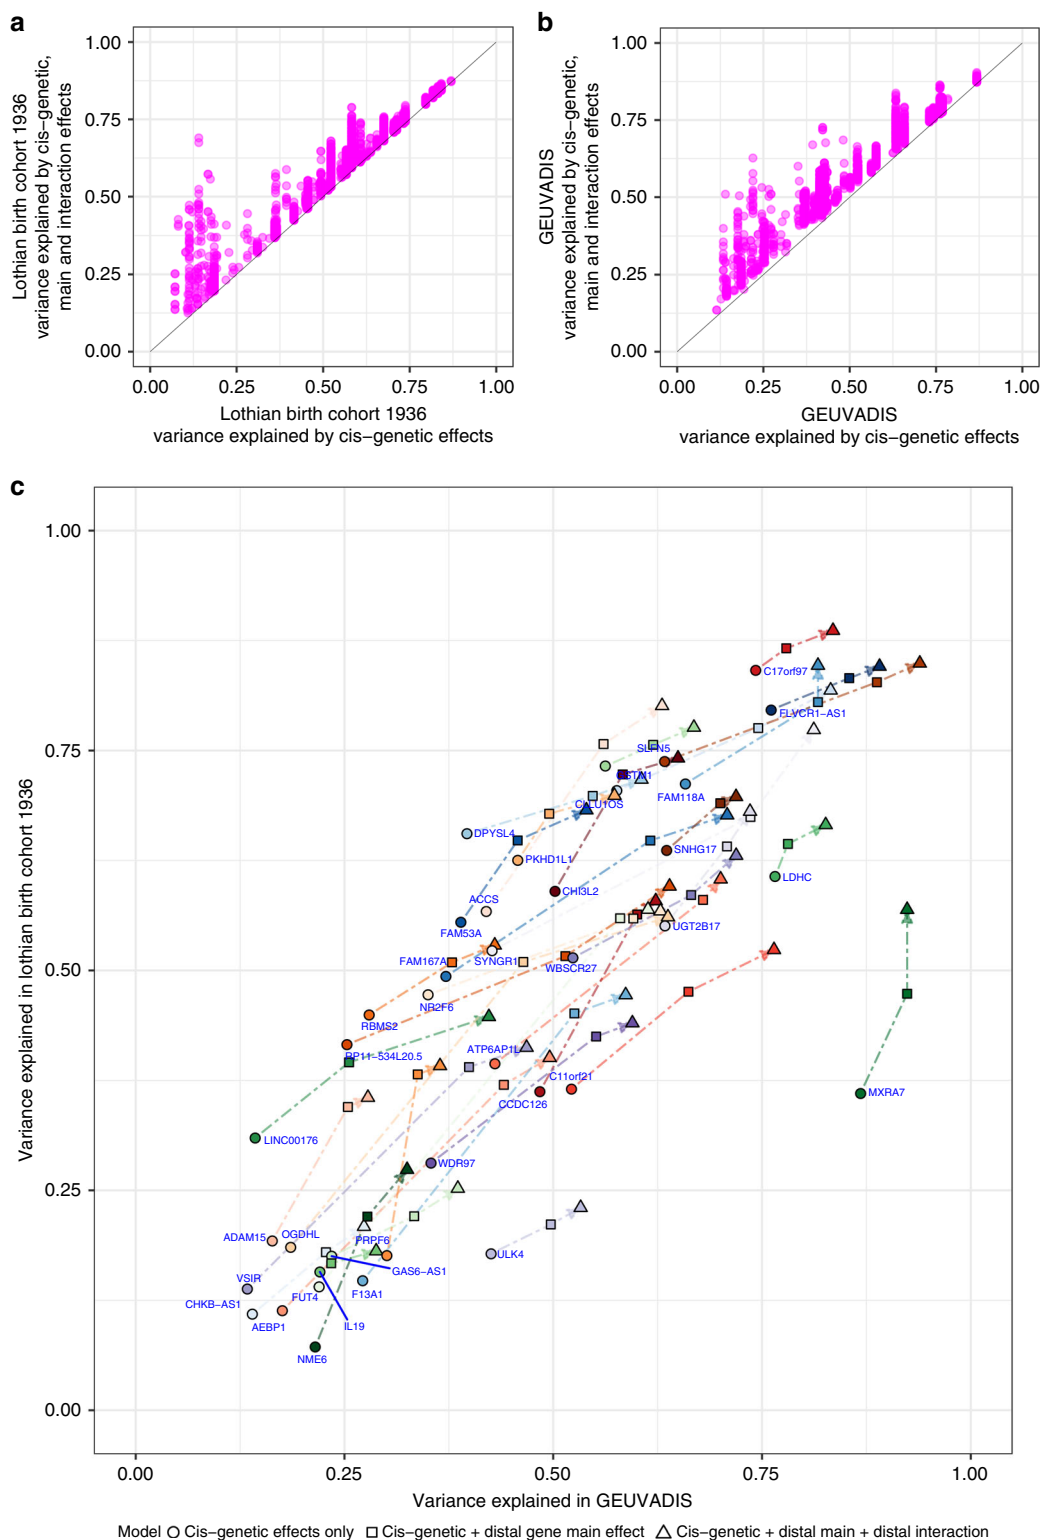 a
b
Lothian birth cohort 1936
variance explained by cis−genetic,
main and interaction effects
1.00
0.75
0.50
0.25
0.00
0.00 0.25 0.50 0.75 1.00
Lothian birth cohort 1936
variance explained by cis−genetic effects
GEUVADIS
variance explained by cis−genetic,
main and interaction effects
1.00
0.75
0.50
0.25
0.00
0.00 0.25 0.50 0.75 1.00
GEUVADIS
variance explained by cis−genetic effects
c
Variance explained in lothian birth cohort 1936
1.00
0.75
0.50
0.25
0.00
C17orf97
FLVCR1−AS1
SLFN5
CLLU1OS
FAM118A
DPYSL4
PKHD1L1
SNHG17
LDHC
CHI3L2
ACCS
FAM53A
UGT2B17
FAM167A
SYNGR1
WBSCR27
NR2F6
RBMS2
RP11−534L20.5
ATP6AP1L
C11orf21
CCDC126
MXRA7
LINC00176
WDR97
ADAM15
OGDHL
PRPF6
ULK4
GAS6−AS1
VSIR
F13A1
CHKB−AS1
FUT4
AEBP1
IL19
NME6
0.00 0.25 0.50 0.75 1.00
Variance explained in GEUVADIS
Model Cis−genetic effects only Cis−genetic + distal gene main effect Cis−genetic + distal main + distal interaction